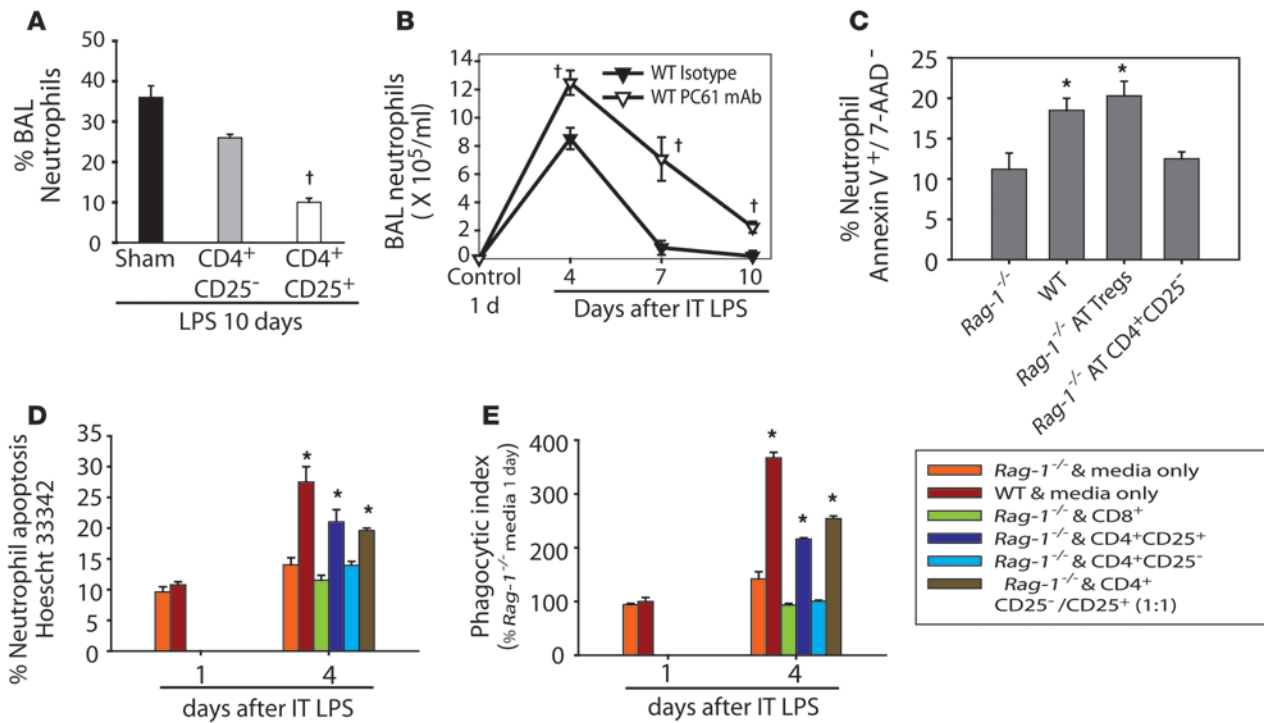 A
% BAL
Neutrophils
50
40
30
20
10
0
†
Sham
CD4+
CD25-
CD4+
CD25+
LPS 10 days
B
BAL neutrophils
( X 10^5/ml)
14
12
10
8
6
4
2
0
WT Isotype
WT PC61 mAb
†
†
†
Control
4
7
10
1 d
Days after IT LPS
C
% Neutrophil
Annexin V+/ 7-AAD-
25
20
15
10
5
0
*
*
Rag-1-/-
WT
Rag-1-/- AT Tregs
Rag-1-/- AT CD4+CD25-
D
% Neutrophil apoptosis
Hoescht 33342
35
30
25
20
15
10
5
0
*
*
*
1
4
days after IT LPS
E
Phagocytic index
(% Rag-1-/- media 1 day)
400
300
200
100
0
*
*
*
1
4
days after IT LPS
Rag-1-/- & media only
WT & media only
Rag-1-/- & CD8+
Rag-1-/- & CD4+CD25+
Rag-1-/- & CD4+CD25-
Rag-1-/- & CD4+
CD25-/CD25+ (1:1)